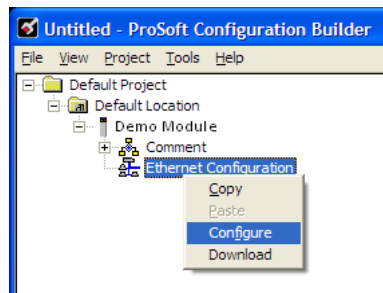 Untitled - ProSoft Configuration Builder
File View Project Tools Help
Default Project
Default Location
Demo Module
Comment
Ethernet Configuration
Copy
Paste
Configure
Download